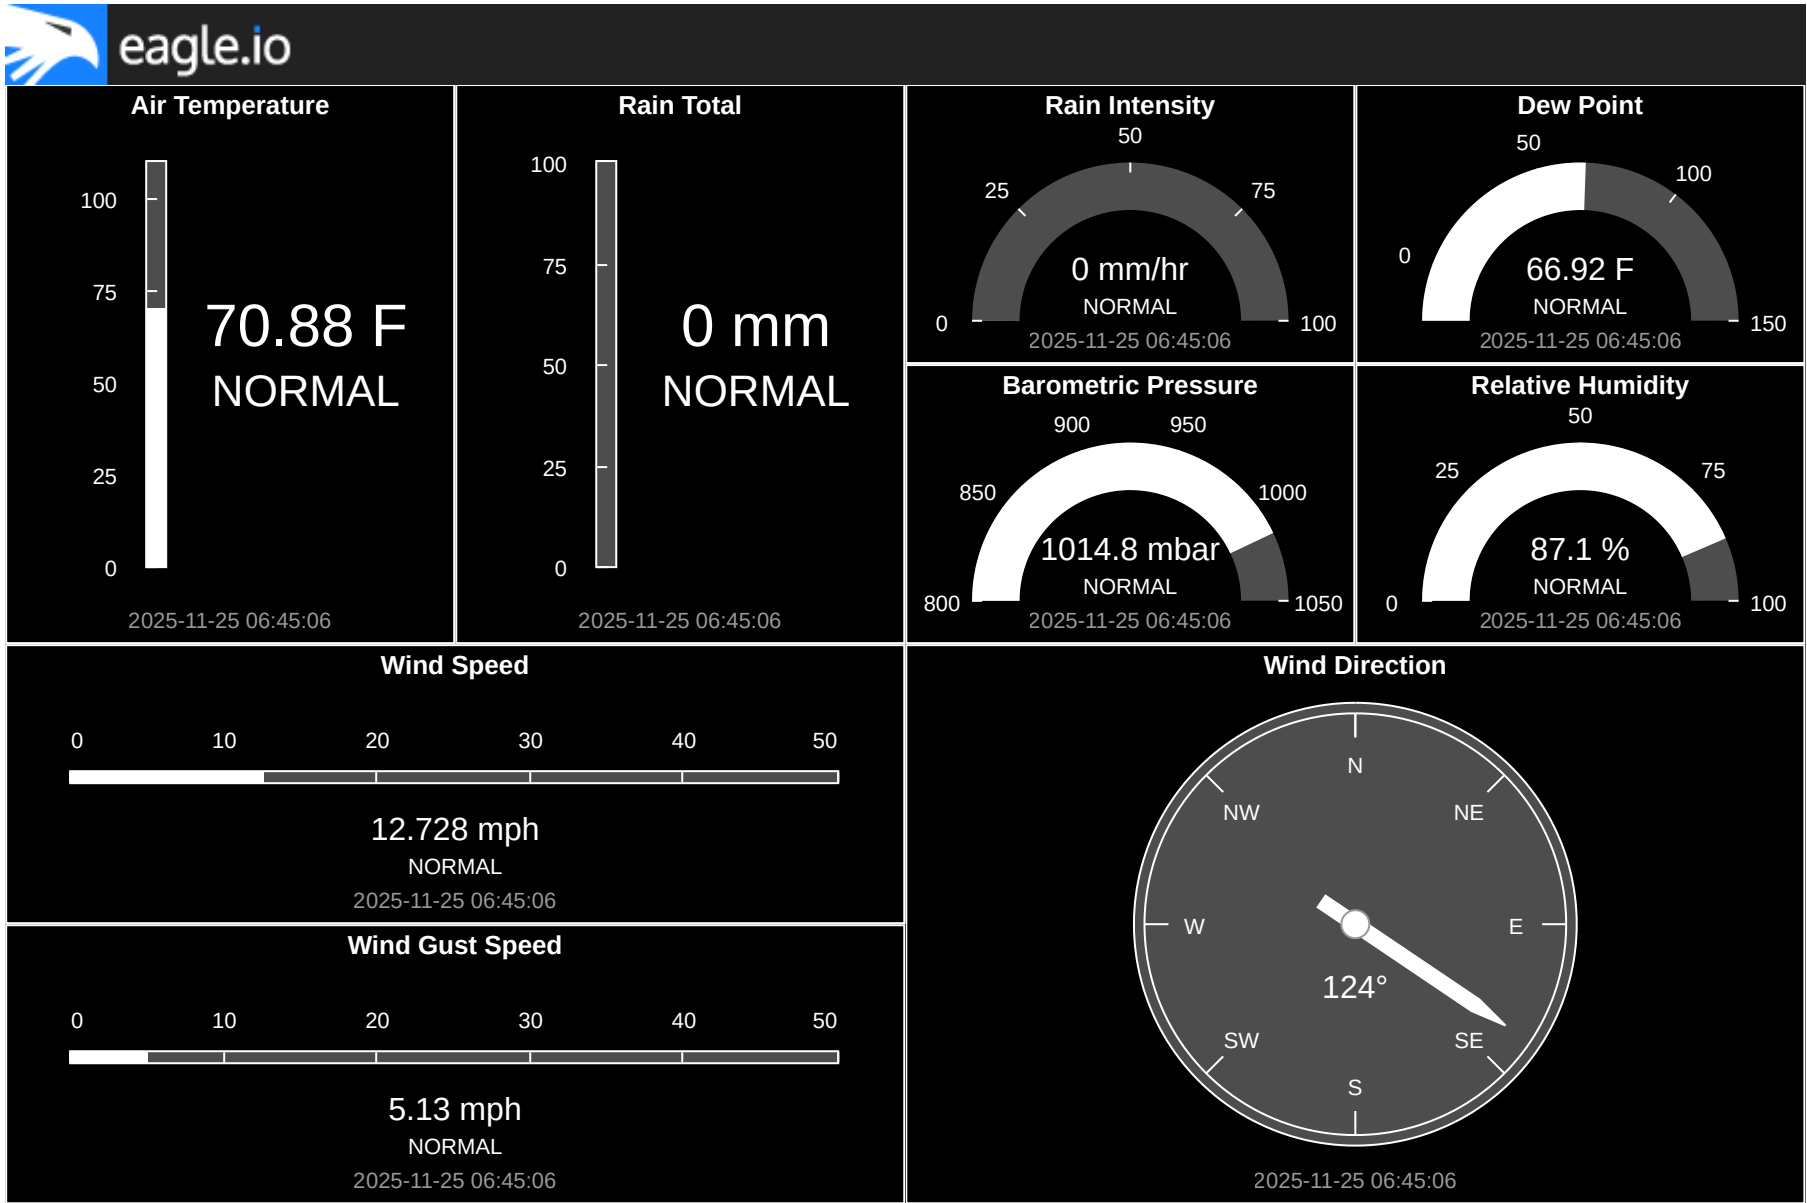 eagle.io
Air Temperature
100
75
50
25
0
70.88 F
NORMAL
2025-11-25 06:45:06
Rain Total
100
75
50
25
0
0 mm
NORMAL
2025-11-25 06:45:06
Rain Intensity
50
25
75
0 mm/hr
NORMAL
0
100
2025-11-25 06:45:06
Dew Point
50
100
0
66.92 F
NORMAL
150
2025-11-25 06:45:06
Barometric Pressure
900
950
850
1000
1014.8 mbar
NORMAL
800
1050
2025-11-25 06:45:06
Relative Humidity
50
25
75
87.1 %
NORMAL
0
100
2025-11-25 06:45:06
Wind Speed
0 10 20 30 40 50
12.728 mph
NORMAL
2025-11-25 06:45:06
Wind Gust Speed
0 10 20 30 40 50
5.13 mph
NORMAL
2025-11-25 06:45:06
Wind Direction
N
NW
NE
W
E
124°
SW
SE
S
2025-11-25 06:45:06